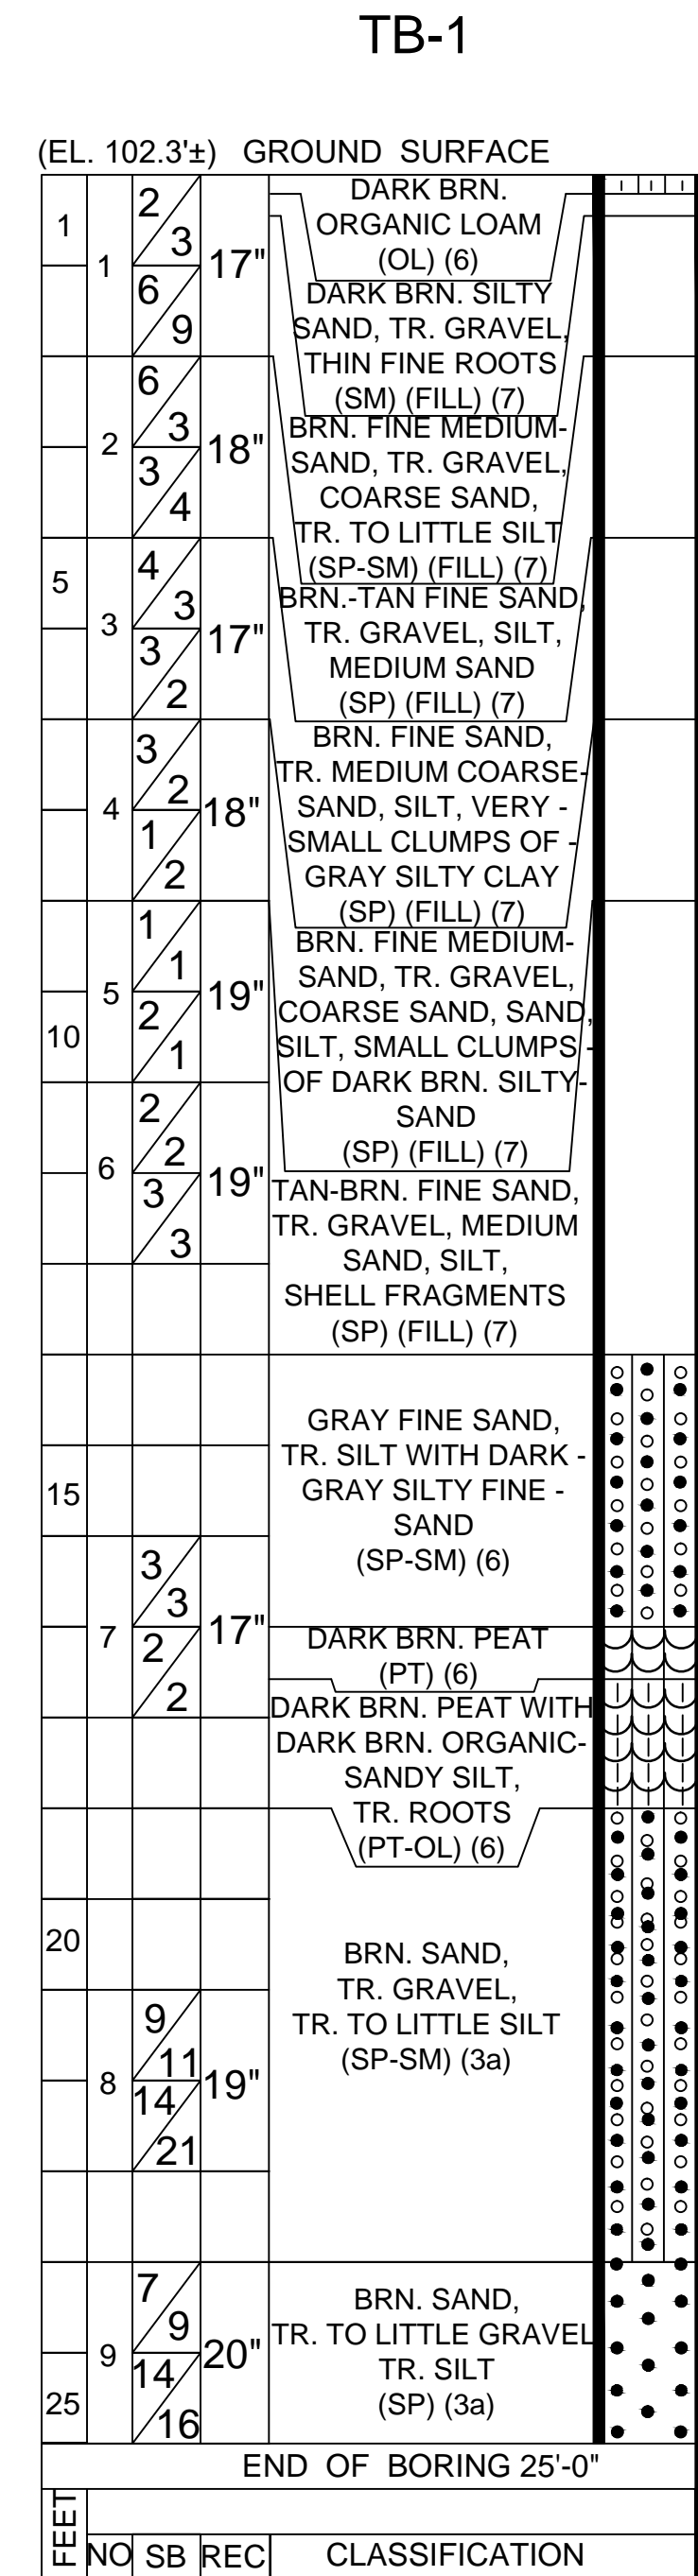 TB-1
(EL. 102.3'±) GROUND SURFACE
1
1
2
3
6
9
17"
DARK BRN.
ORGANIC LOAM
(OL) (6)
DARK BRN. SILTY
SAND, TR. GRAVEL,
THIN FINE ROOTS
(SM) (FILL) (7)
2
6
3
3
4
18"
BRN. FINE MEDIUM-
SAND, TR. GRAVEL,
COARSE SAND,
TR. TO LITTLE SILT
(SP-SM) (FILL) (7)
5
3
4
3
3
2
17"
BRN.-TAN FINE SAND,
TR. GRAVEL, SILT,
MEDIUM SAND
(SP) (FILL) (7)
4
3
2
1
2
18"
BRN. FINE SAND,
TR. MEDIUM COARSE-
SAND, SILT, VERY -
SMALL CLUMPS OF -
GRAY SILTY CLAY
(SP) (FILL) (7)
10
5
1
1
2
1
19"
BRN. FINE MEDIUM-
SAND, TR. GRAVEL,
COARSE SAND, SAND,
SILT, SMALL CLUMPS -
OF DARK BRN. SILTY-
SAND
(SP) (FILL) (7)
6
2
2
3
3
19"
TAN-BRN. FINE SAND,
TR. GRAVEL, MEDIUM
SAND, SILT,
SHELL FRAGMENTS
(SP) (FILL) (7)
15
GRAY FINE SAND,
TR. SILT WITH DARK -
GRAY SILTY FINE -
SAND
(SP-SM) (6)
7
3
3
2
2
17"
DARK BRN. PEAT
(PT) (6)
DARK BRN. PEAT WITH
DARK BRN. ORGANIC-
SANDY SILT,
TR. ROOTS
(PT-OL) (6)
20
BRN. SAND,
TR. GRAVEL,
TR. TO LITTLE SILT
(SP-SM) (3a)
8
9
11
14
21
19"
25
9
7
9
14
16
20"
BRN. SAND,
TR. TO LITTLE GRAVEL
TR. SILT
(SP) (3a)
END OF BORING 25'-0"
FEET
NO SB REC CLASSIFICATION